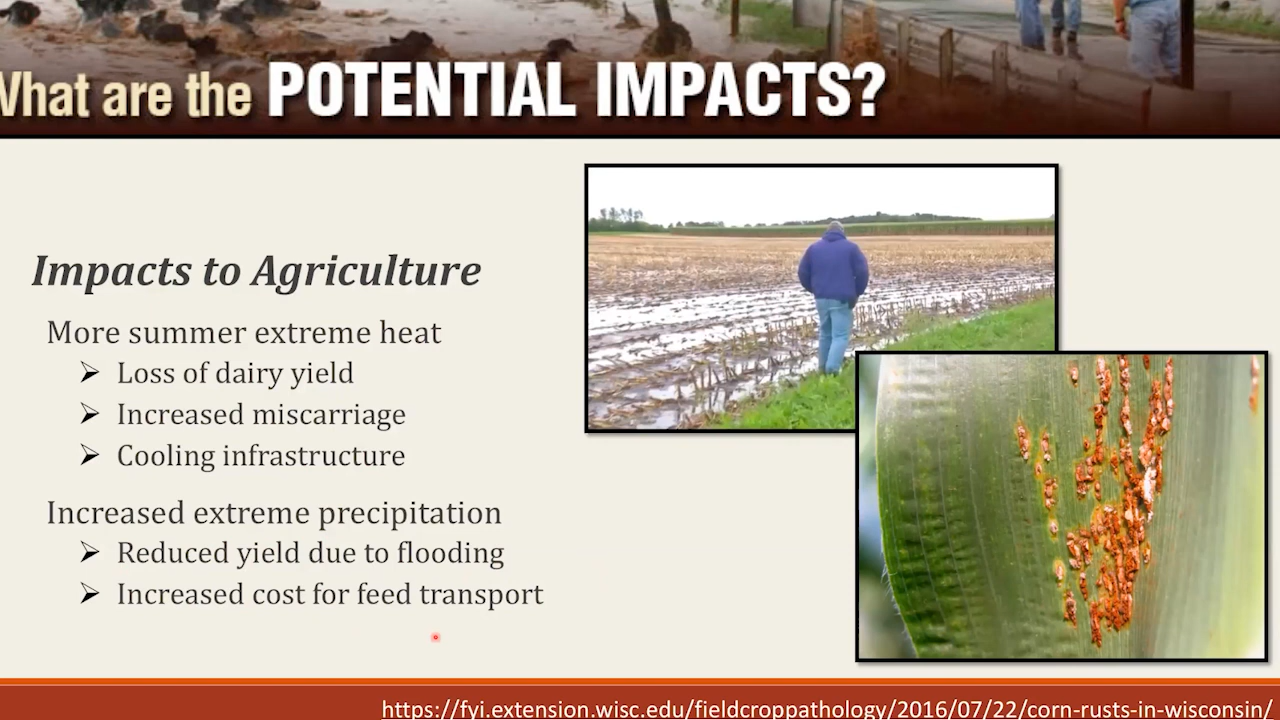 What are the POTENTIAL IMPACTS?
Impacts to Agriculture
More summer extreme heat
➢ Loss of dairy yield
➢ Increased miscarriage
➢ Cooling infrastructure
Increased extreme precipitation
➢ Reduced yield due to flooding
➢ Increased cost for feed transport
https://fyi.extension.wisc.edu/fieldcroppathology/2016/07/22/corn-rusts-in-wisconsin/